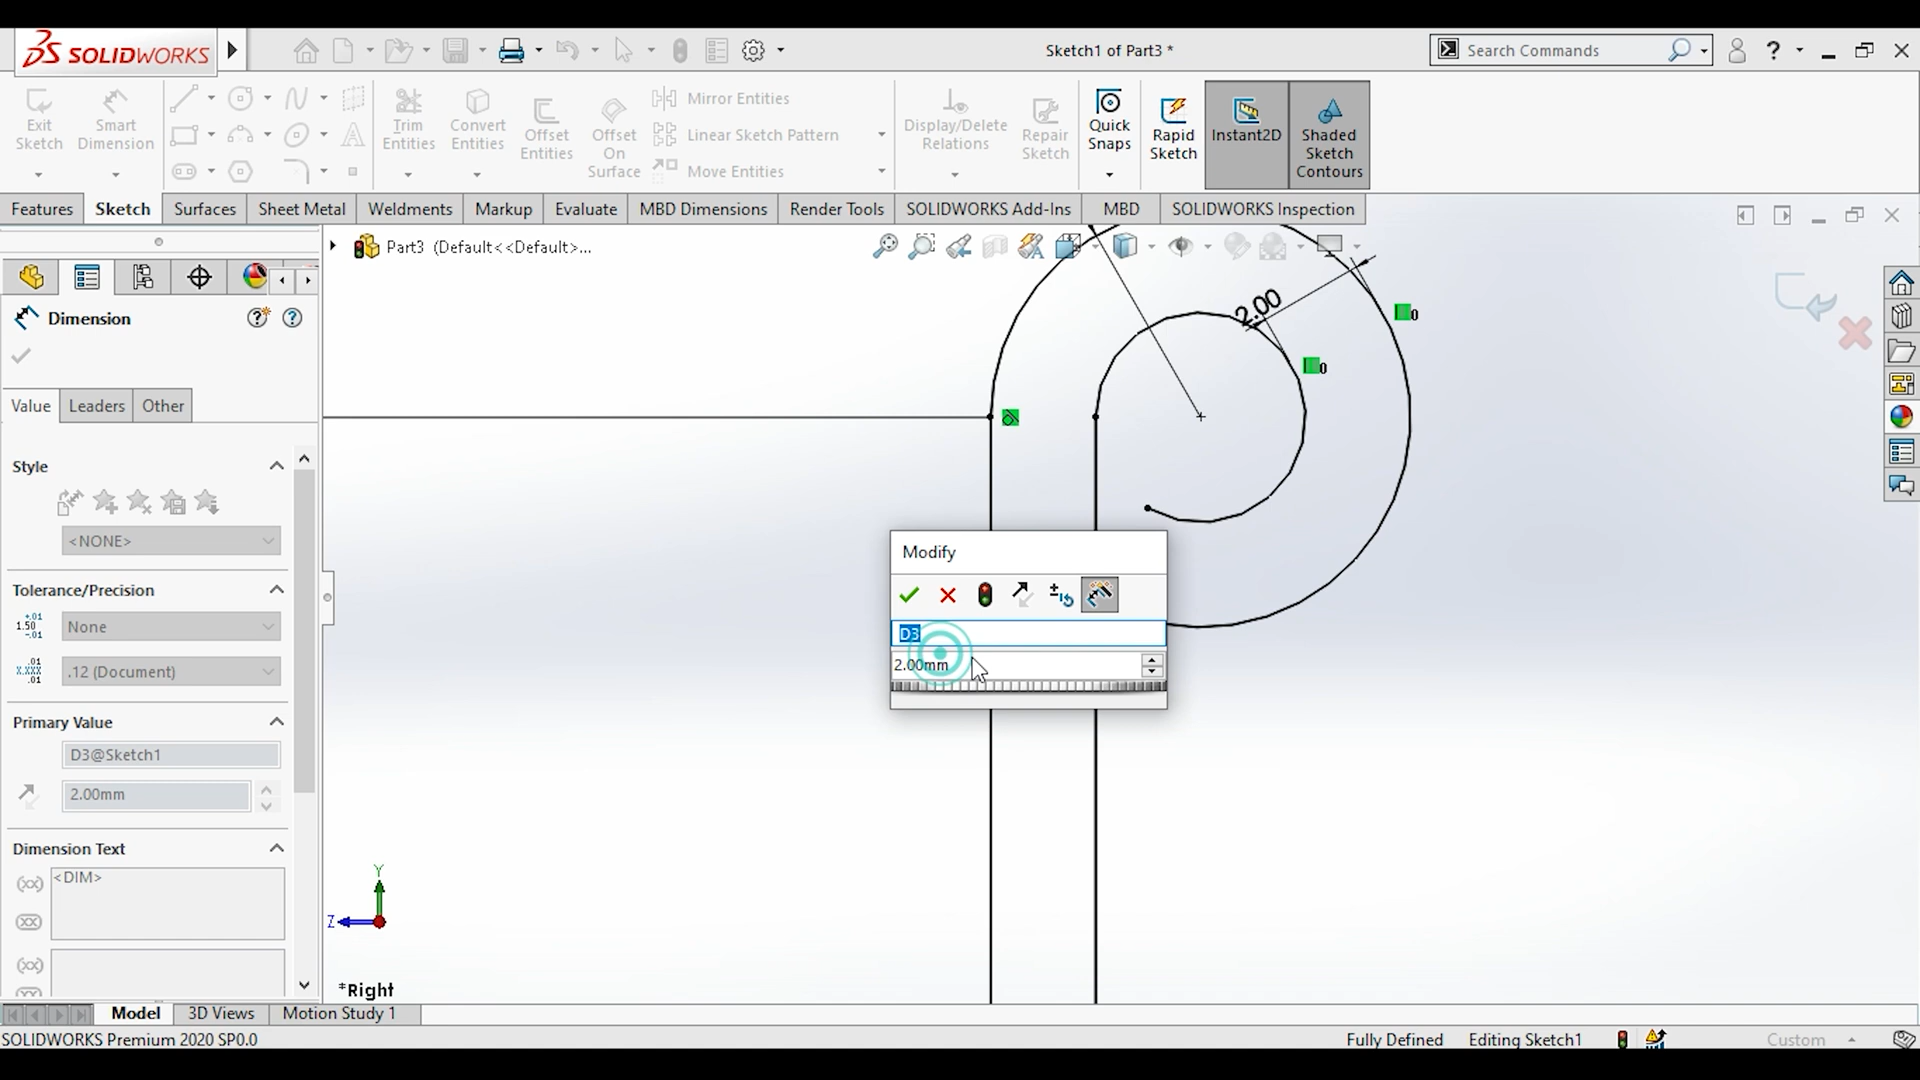 SOLIDWORKS
Sketch1 of Part3 *
Search Commands
?
Exit Sketch
Smart Dimension
Trim Entities
Convert Entities
Offset Entities
Offset On Surface
Mirror Entities
Linear Sketch Pattern
Move Entities
Display/Delete Relations
Repair Sketch
Quick Snaps
Rapid Sketch
Instant2D
Shaded Sketch Contours
Features
Sketch
Surfaces
Sheet Metal
Weldments
Markup
Evaluate
MBD Dimensions
Render Tools
SOLIDWORKS Add-Ins
MBD
SOLIDWORKS Inspection
Part3 (Default<<Default>...
Dimension
Value
Leaders
Other
Style
<NONE>
Tolerance/Precision
None
.12 (Document)
Primary Value
D3@Sketch1
2.00mm
Dimension Text
<DIM>
2.00
0
0
Modify
D3
2.00mm
Y
Z
*Right
Model
3D Views
Motion Study 1
SOLIDWORKS Premium 2020 SP0.0
Fully Defined
Editing Sketch1
Custom